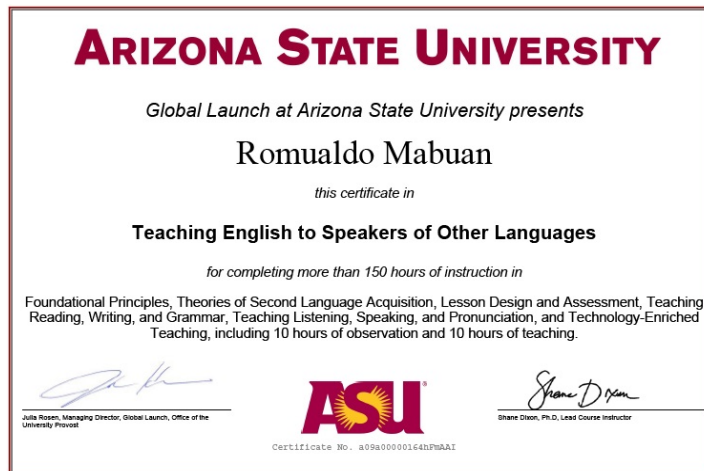 ARIZONA STATE UNIVERSITY
Global Launch at Arizona State University presents
Romualdo Mabuan
this certificate in
Teaching English to Speakers of Other Languages
for completing more than 150 hours of instruction in
Foundational Principles, Theories of Second Language Acquisition, Lesson Design and Assessment, Teaching
Reading, Writing, and Grammar, Teaching Listening, Speaking, and Pronunciation, and Technology-Enriched
Teaching, including 10 hours of observation and 10 hours of teaching.
Shane Dixon
Julia Rosen, Managing Director, Global Launch, Office of the
University Provost
ASU
Shane Dixon, Ph.D, Lead Course Instructor
Certificate No. a09a00000164hPmAAI